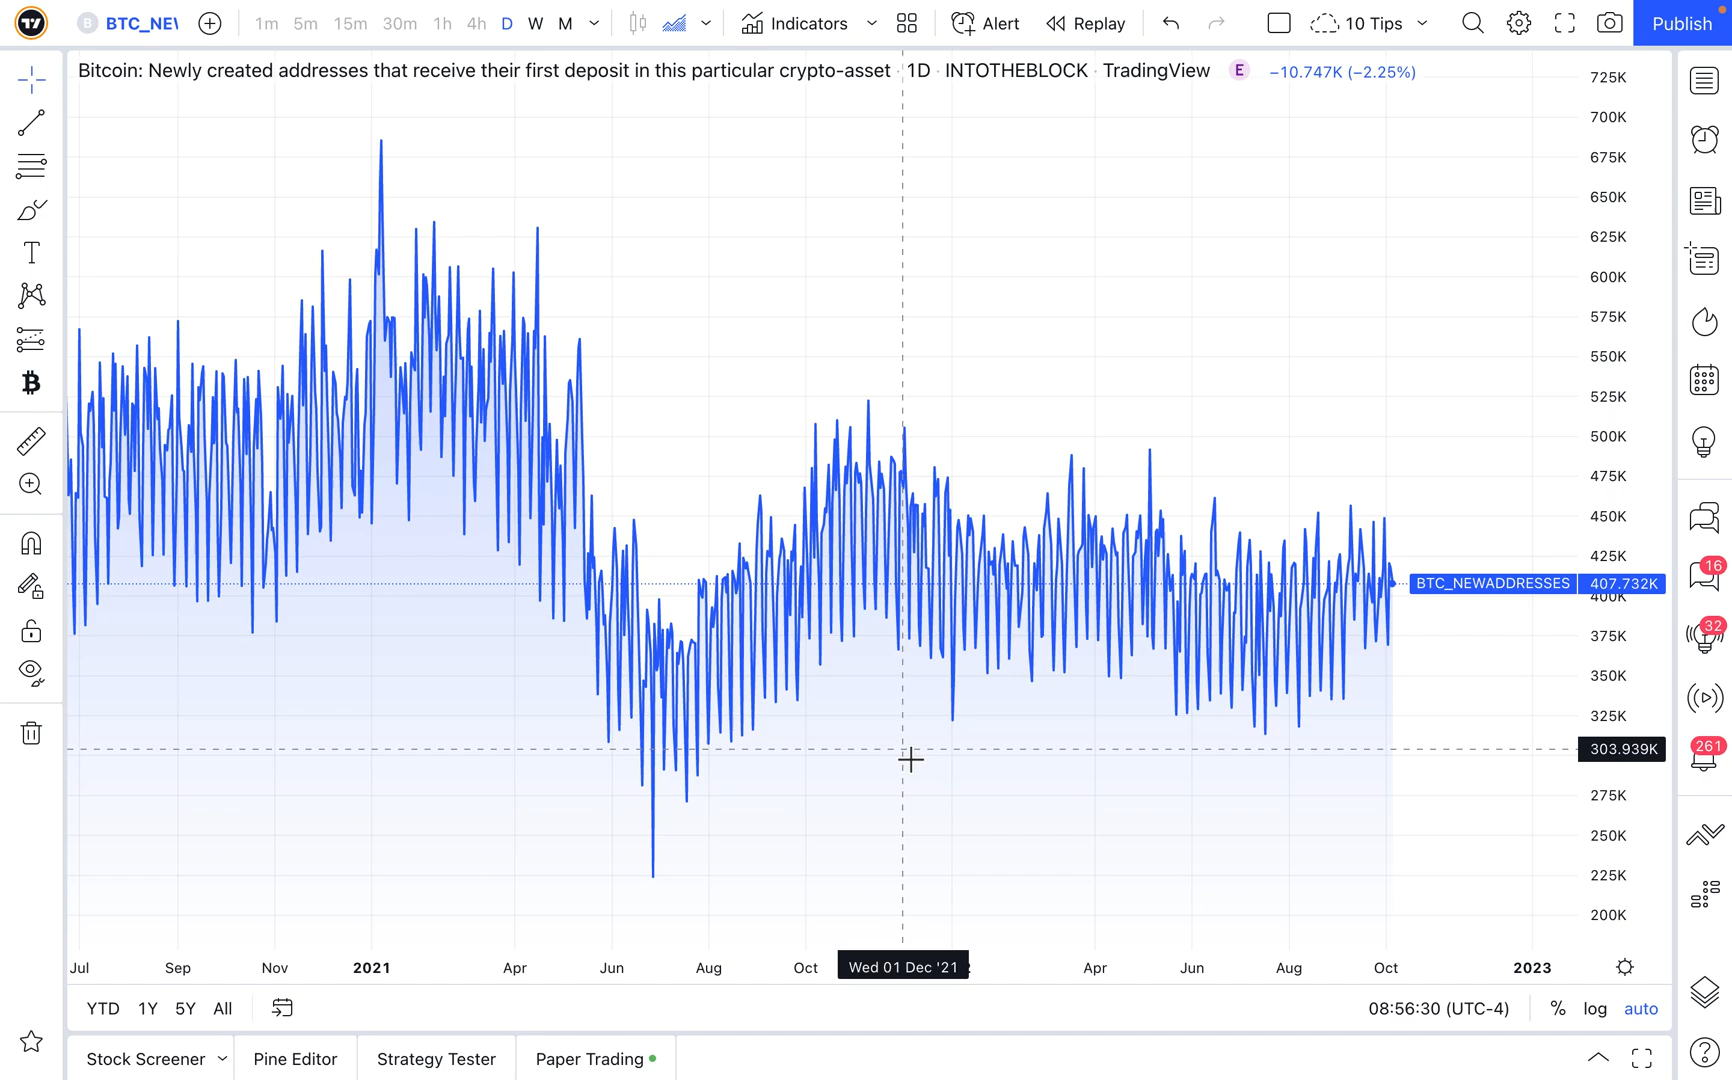 BTC_NEW
1m 5m 15m 30m 1h 4h D W M
Indicators
Alert
Replay
10 Tips
Publish
Bitcoin: Newly created addresses that receive their first deposit in this particular crypto-asset · 1D · INTOTHEBLOCK · TradingView E −10.747K (−2.25%)
725K
700K
675K
650K
625K
600K
575K
550K
525K
500K
475K
450K
425K
BTC_NEWADDRESSES 407.732K
400K
375K
350K
325K
303.939K
275K
250K
225K
200K
16
32
261
Jul Sep Nov 2021 Apr Jun Aug Oct Wed 01 Dec '21 Apr Jun Aug Oct 2023
YTD 1Y 5Y All
08:56:30 (UTC-4) % log auto
Stock Screener Pine Editor Strategy Tester Paper Trading